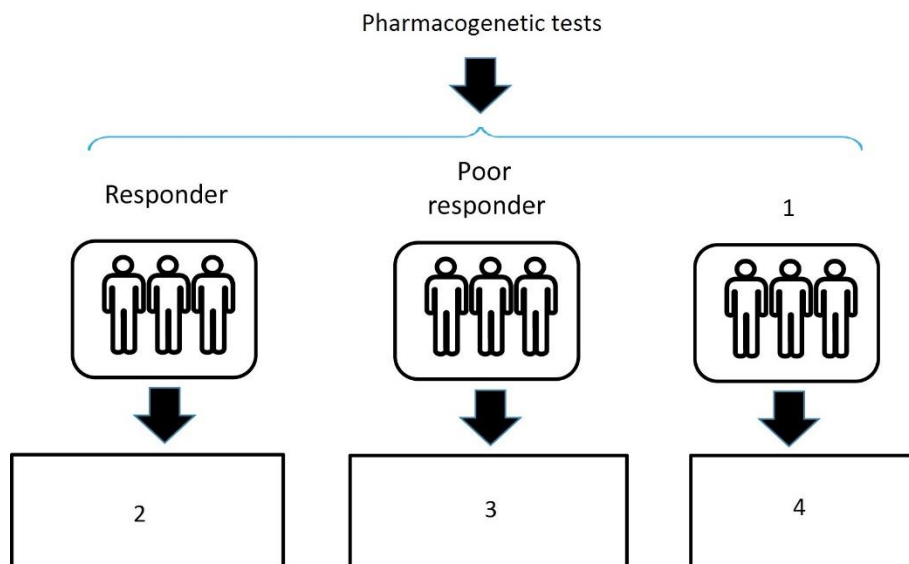 Pharmacogenetic tests
Responder
Poor
responder
1
2
3
4